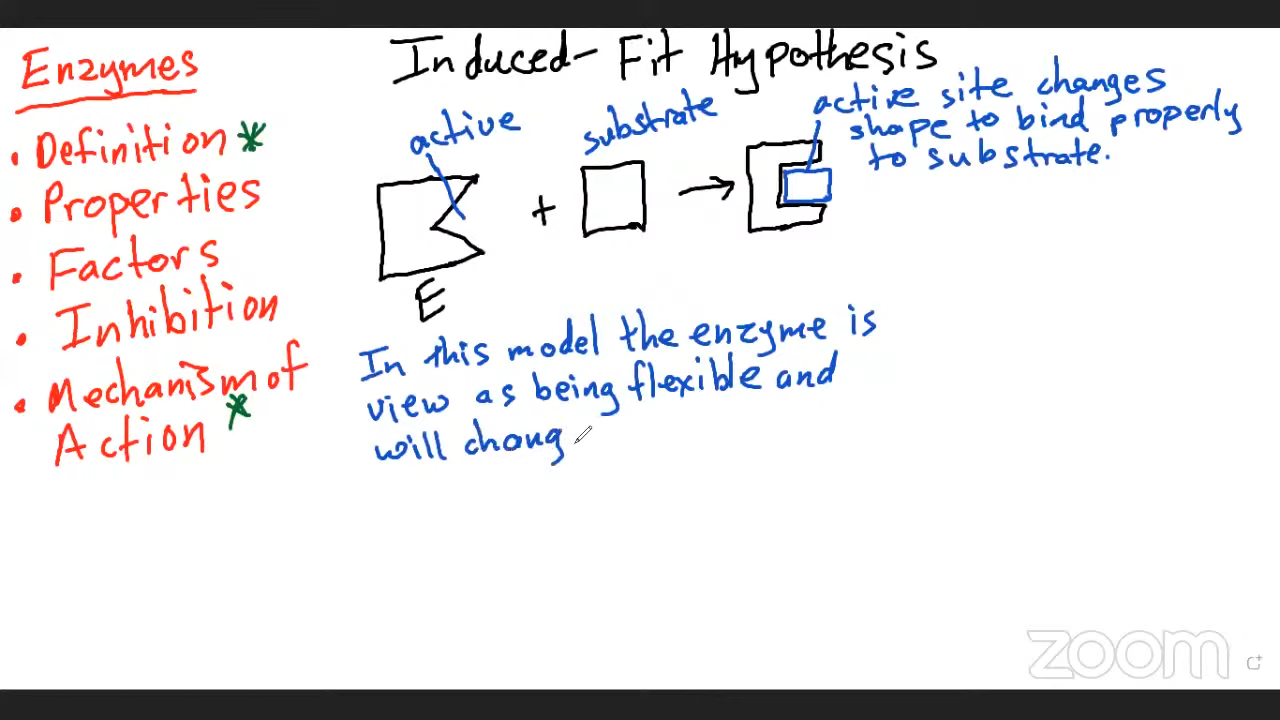 Enzymes
• Definition *
• Properties
• Factors
• Inhibition
• Mechanism of
Action *
Induced-Fit Hypothesis
active
substrate
active site changes
shape to bind properly
to substrate.
+
E
In this model the enzyme is
view as being flexible and
will chang
zoom